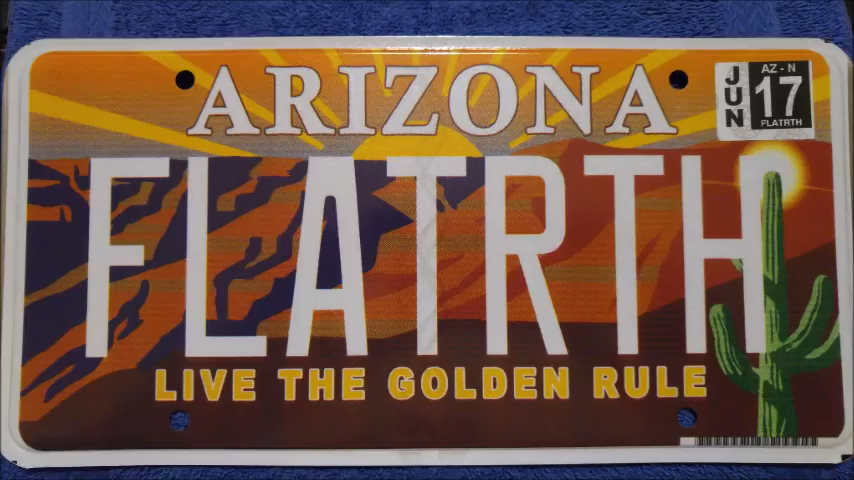 ARIZONA
JUN
AZ - N
17
FLATRTH
FLATRTH
LIVE THE GOLDEN RULE